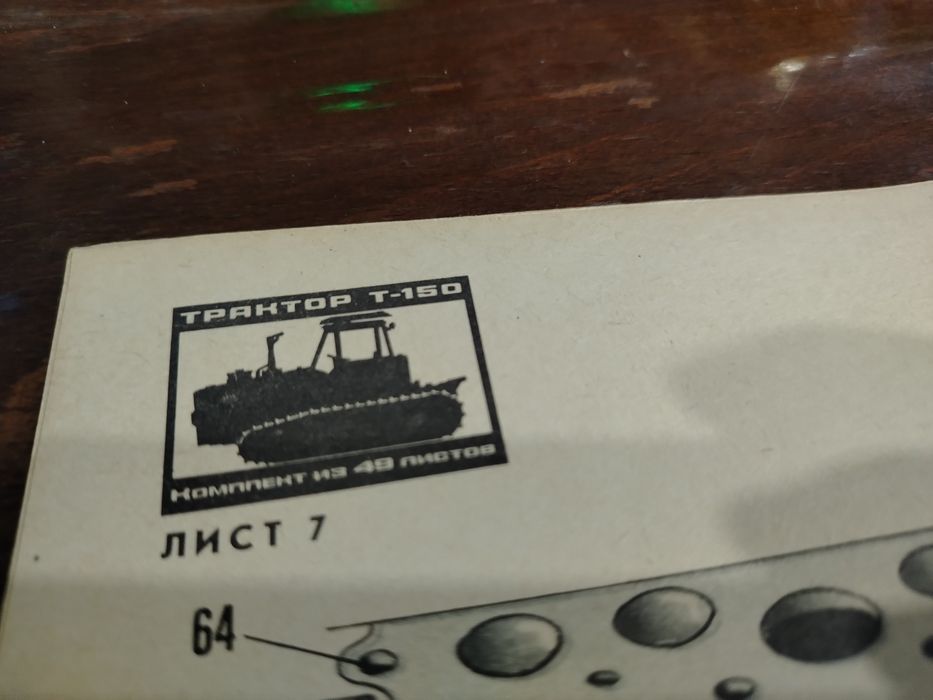 ТРАКТОР Т-150
Комплект из 49 листов
ЛИСТ 7
64